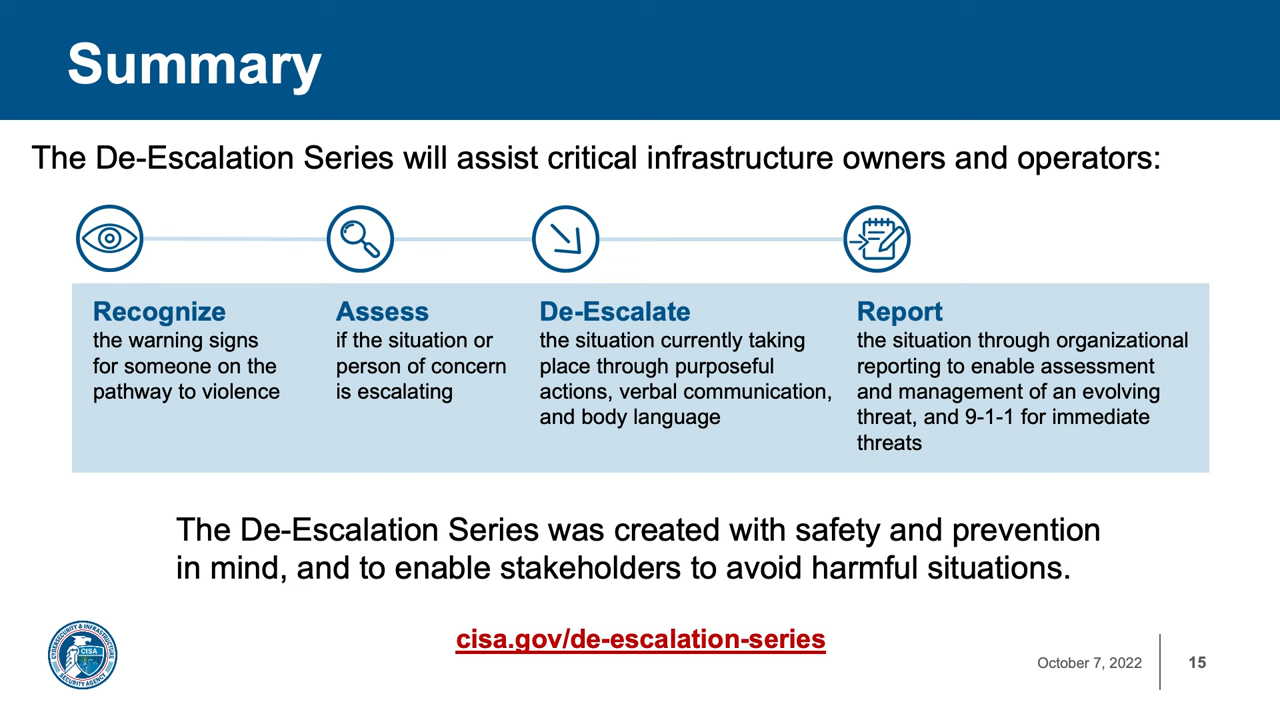 Summary
The De-Escalation Series will assist critical infrastructure owners and operators:
Recognize
the warning signs
for someone on the
pathway to violence
Assess
if the situation or
person of concern
is escalating
De-Escalate
the situation currently taking
place through purposeful
actions, verbal communication,
and body language
Report
the situation through organizational
reporting to enable assessment
and management of an evolving
threat, and 9-1-1 for immediate
threats
The De-Escalation Series was created with safety and prevention
in mind, and to enable stakeholders to avoid harmful situations.
cisa.gov/de-escalation-series
CYBERSECURITY & INFRASTRUCTURE
CISA
SECURITY AGENCY
October 7, 2022
15